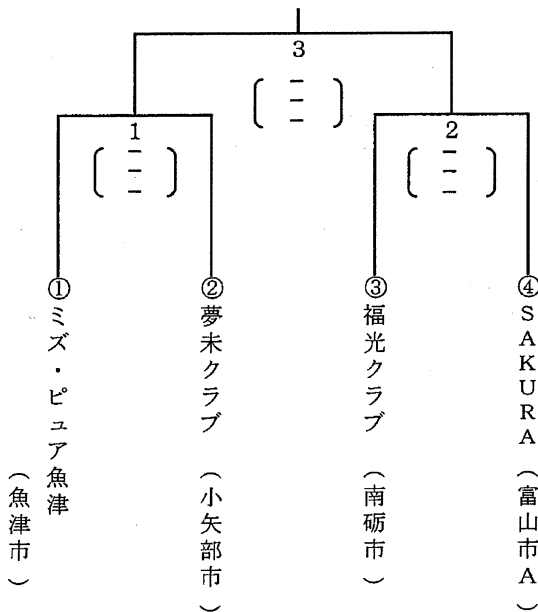 3
1
2
①ミズ・ピュア魚津
（魚津市）
②夢未クラブ（小矢部市）
③福光クラブ（南砺市）
④SAKURA（富山市A）